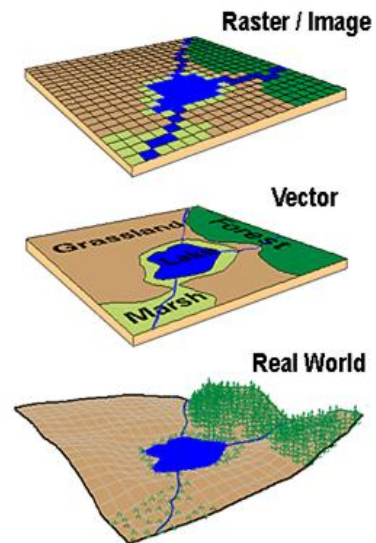 Raster / Image
Vector
Grassland
Forest
Lake
Marsh
Real World